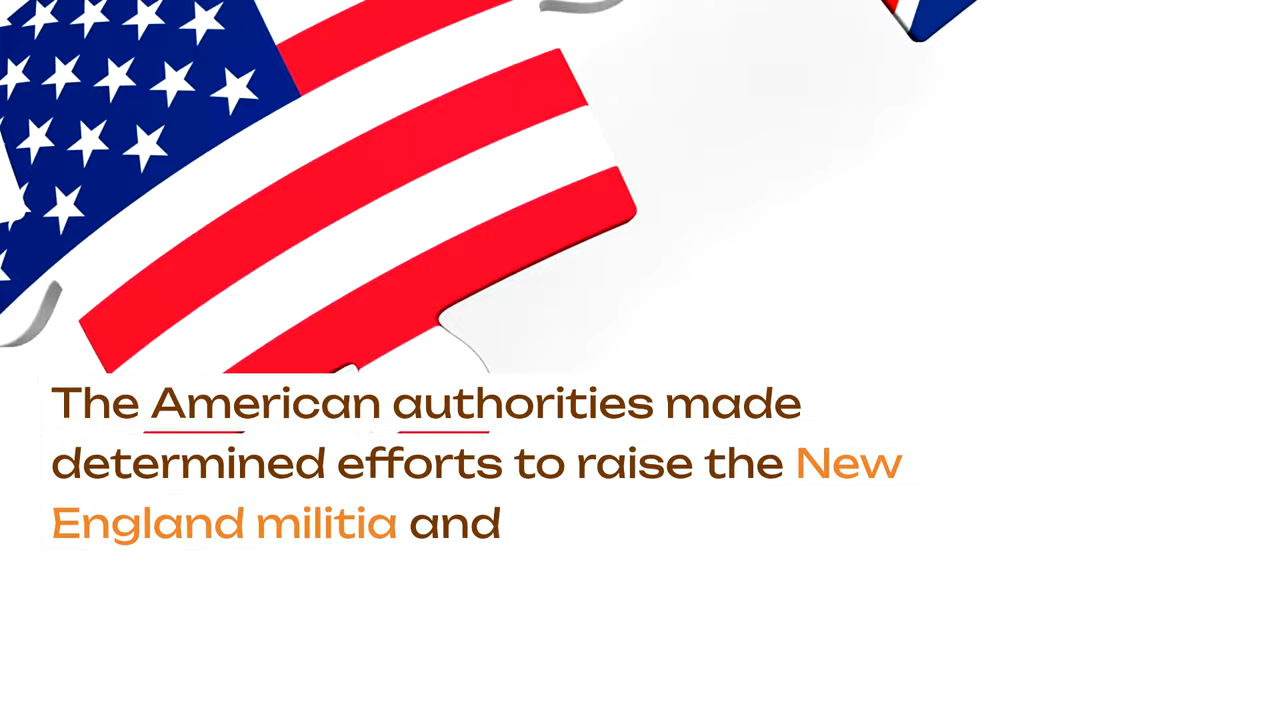 The American authorities made
determined efforts to raise the New
England militia and